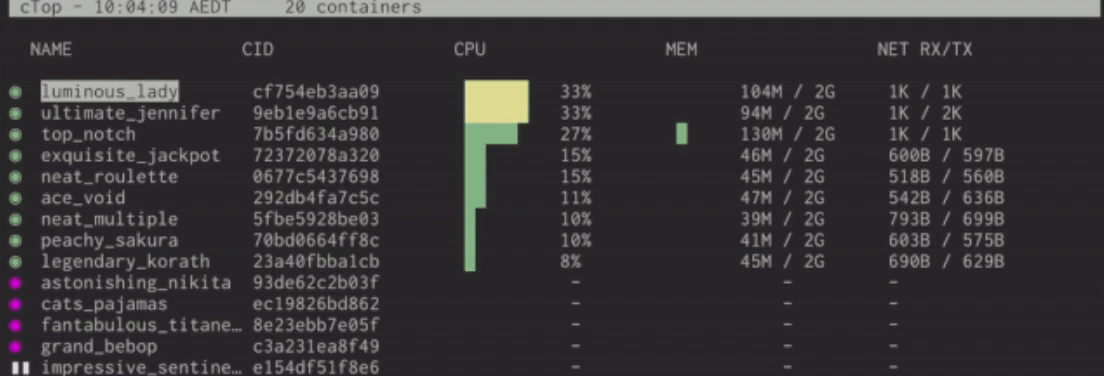 cTop - 10:04:09 AEDT 20 containers
NAME CID CPU MEM NET RX/TX
luminous_lady cf754eb3aa09 33% 104M / 2G 1K / 1K
ultimate_jennifer 9eb1e9a6cb91 33% 94M / 2G 1K / 2K
top_notch 7b5fd634a980 27% 130M / 2G 1K / 1K
exquisite_jackpot 72372078a320 15% 46M / 2G 600B / 597B
neat_roulette 0677c5437698 15% 45M / 2G 518B / 560B
ace_void 292db4fa7c5c 11% 47M / 2G 542B / 636B
neat_multiple 5fbe5928be03 10% 39M / 2G 793B / 699B
peachy_sakura 70bd0664ff8c 10% 41M / 2G 603B / 575B
legendary_korath 23a40fbba1cb 8% 45M / 2G 690B / 629B
astonishing_nikita 93de62c2b03f - - -
cats_pajamas ec19826bd862 - - -
fantabulous_titane… 8e23ebb7e05f - - -
grand_bebop c3a231ea8f49 - - -
impressive_sentine… e154df51f8e6 - - -